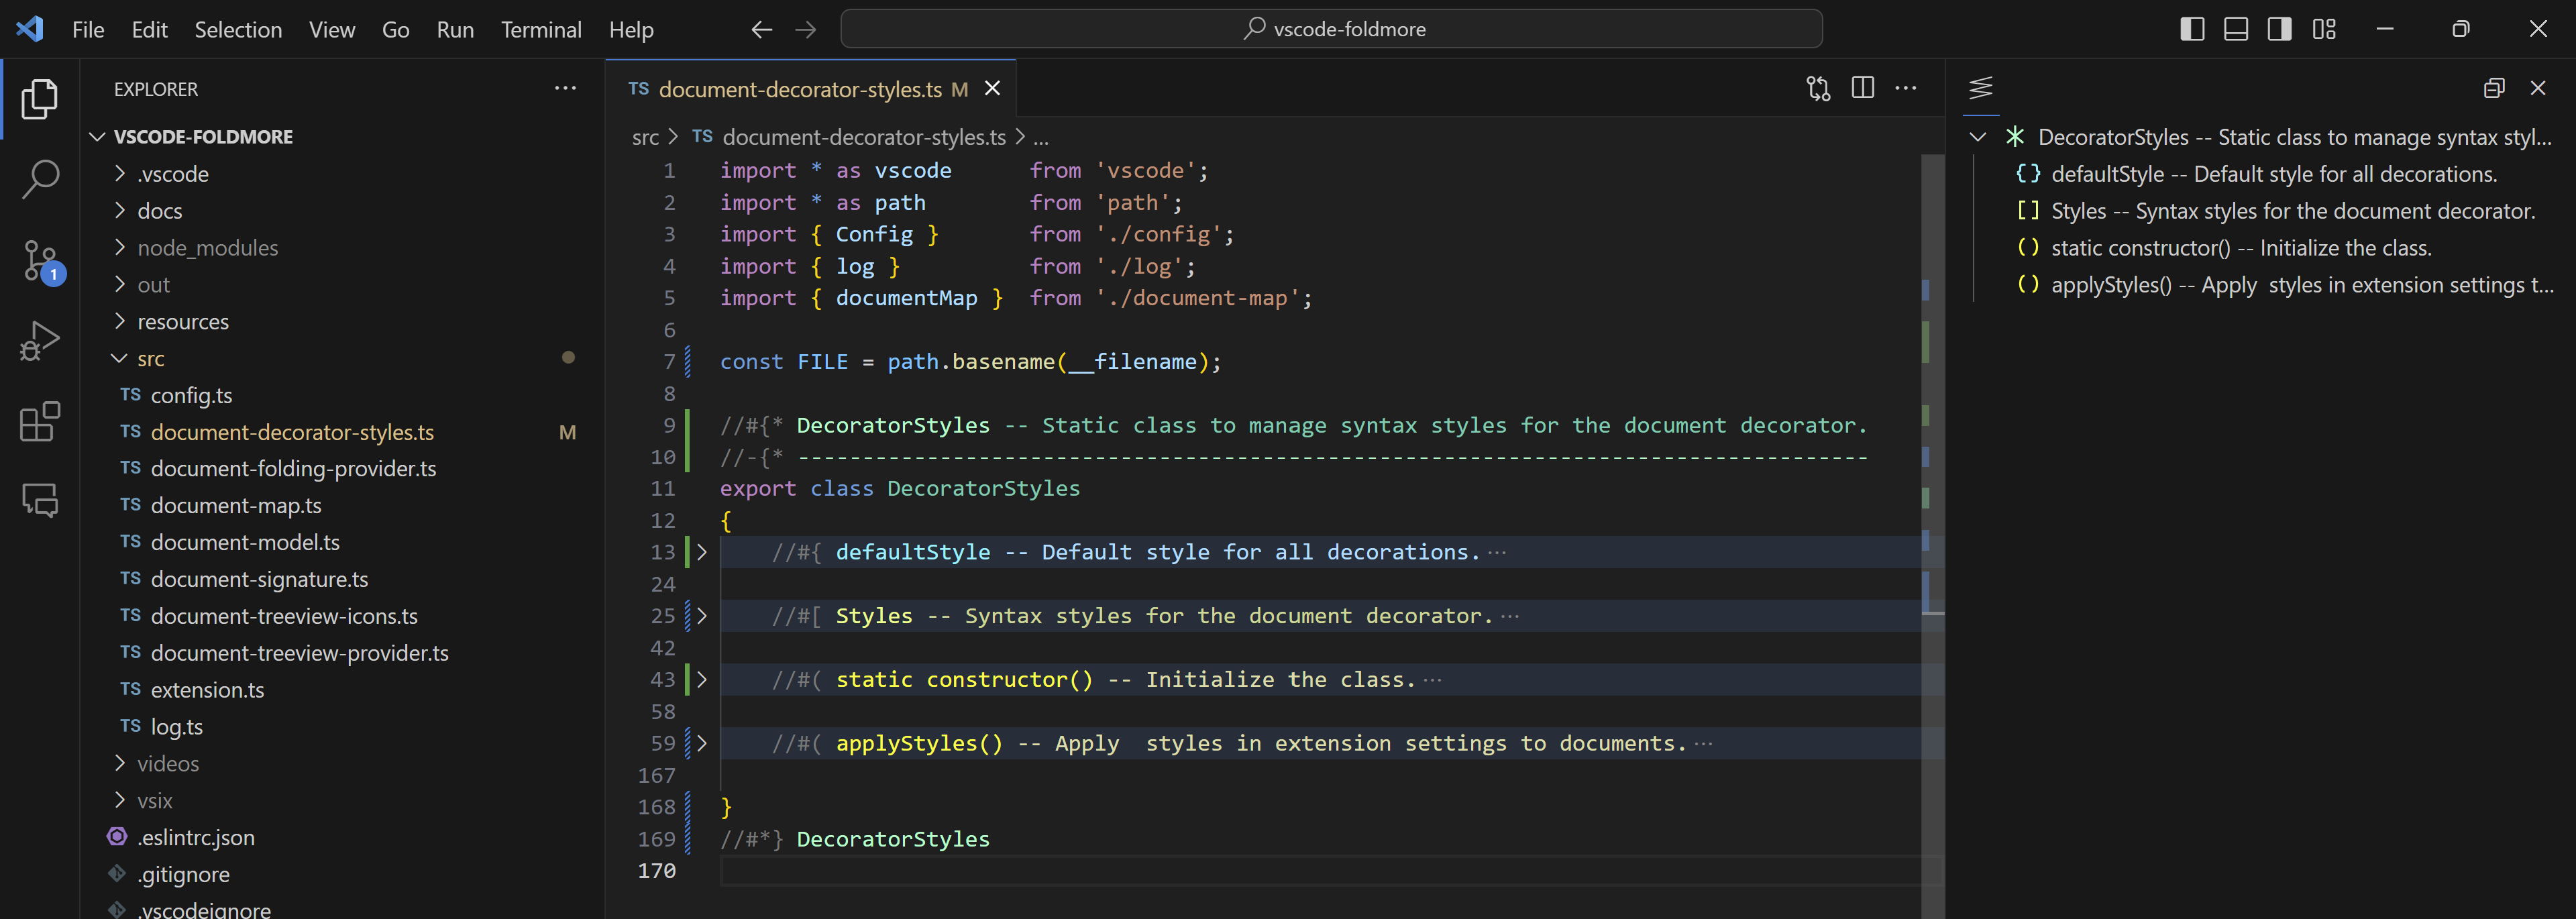 File Edit Selection View Go Run Terminal Help
vscode-foldmore
EXPLORER
VSCODE-FOLDMORE
.vscode
docs
node_modules
out
resources
src
TS config.ts
TS document-decorator-styles.ts M
TS document-folding-provider.ts
TS document-map.ts
TS document-model.ts
TS document-signature.ts
TS document-treeview-icons.ts
TS document-treeview-provider.ts
TS extension.ts
TS log.ts
videos
vsix
.eslintrc.json
.gitignore
.vscodeignore
1
TS document-decorator-styles.ts M
src > TS document-decorator-styles.ts > ...
1 import * as vscode      from 'vscode';
2 import * as path        from 'path';
3 import { Config }       from './config';
4 import { log }          from './log';
5 import { documentMap }  from './document-map';
6
7 const FILE = path.basename(__filename);
8
9 //#{* DecoratorStyles -- Static class to manage syntax styles for the document decorator.
10 //-{* -----------------------------------------------------------------------------------
11 export class DecoratorStyles
12 {
13     //#{ defaultStyle -- Default style for all decorations. ...
24
25     //#[ Styles -- Syntax styles for the document decorator. ...
42
43     //#( static constructor() -- Initialize the class. ...
58
59     //#( applyStyles() -- Apply  styles in extension settings to documents. ...
167
168 }
169 //#*} DecoratorStyles
170
DecoratorStyles -- Static class to manage syntax styl...
{} defaultStyle -- Default style for all decorations.
[] Styles -- Syntax styles for the document decorator.
() static constructor() -- Initialize the class.
() applyStyles() -- Apply  styles in extension settings t...